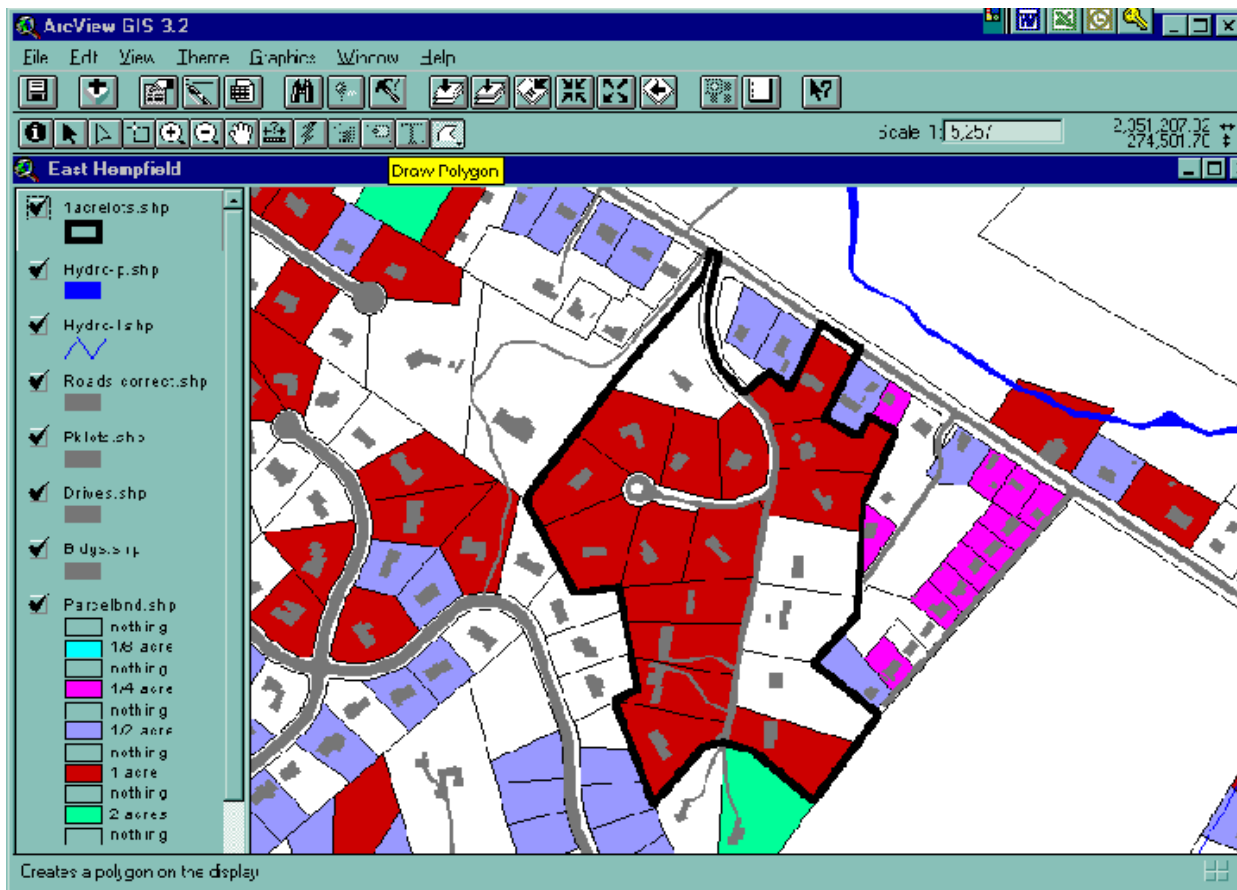 ArcView GIS 3.2
File Edit View Theme Graphics Window Help
Scale 1: 5,257
2,351,207.32
274,501.70
Draw Polygon
East Hempfield
1acrelots.shp
Hydro-p.shp
Hydro-l.shp
Roads correct.shp
Pklots.shp
Drives.shp
Bldgs.shp
Parcelbnd.shp
nothing
1/8 acre
nothing
1/4 acre
nothing
1/2 acre
nothing
1 acre
nothing
2 acres
nothing
Creates a polygon on the display